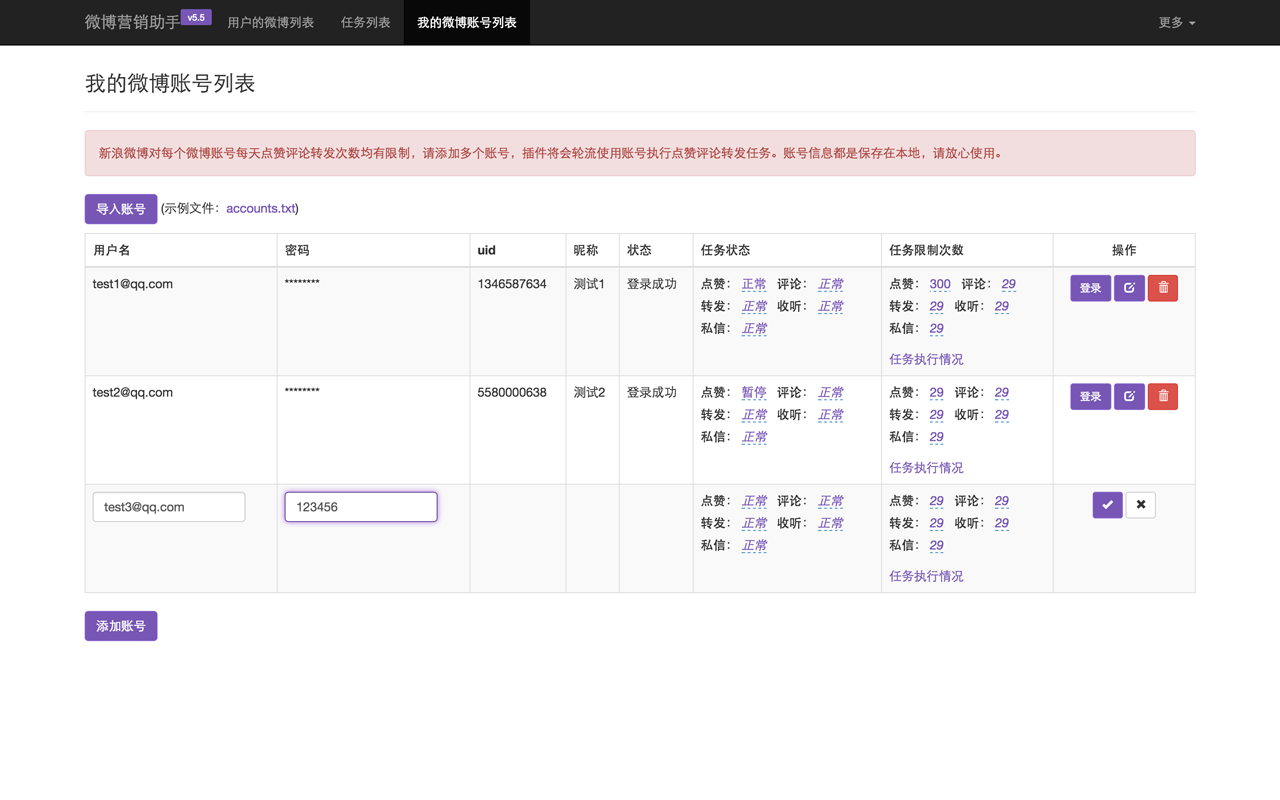 微博营销助手 v5.5 用户的微博列表 任务列表 我的微博账号列表 更多
我的微博账号列表
新浪微博对每个微博账号每天点赞评论转发次数均有限制，请添加多个账号，插件将会轮流使用账号执行点赞评论转发任务。账号信息都是保存在本地，请放心使用。
导入账号 (示例文件：accounts.txt)
用户名 密码 uid 昵称 状态 任务状态 任务限制次数 操作
test1@qq.com ******** 1346587634 测试1 登录成功 点赞： 正常 评论： 正常 点赞： 300 评论： 29 登录
转发： 正常 收听： 正常 转发： 29 收听： 29
私信： 正常 私信： 29
任务执行情况
test2@qq.com ******** 5580000638 测试2 登录成功 点赞： 暂停 评论： 正常 点赞： 29 评论： 29 登录
转发： 正常 收听： 正常 转发： 29 收听： 29
私信： 正常 私信： 29
任务执行情况
test3@qq.com 123456 点赞： 正常 评论： 正常 点赞： 29 评论： 29
转发： 正常 收听： 正常 转发： 29 收听： 29
私信： 正常 私信： 29
任务执行情况
添加账号